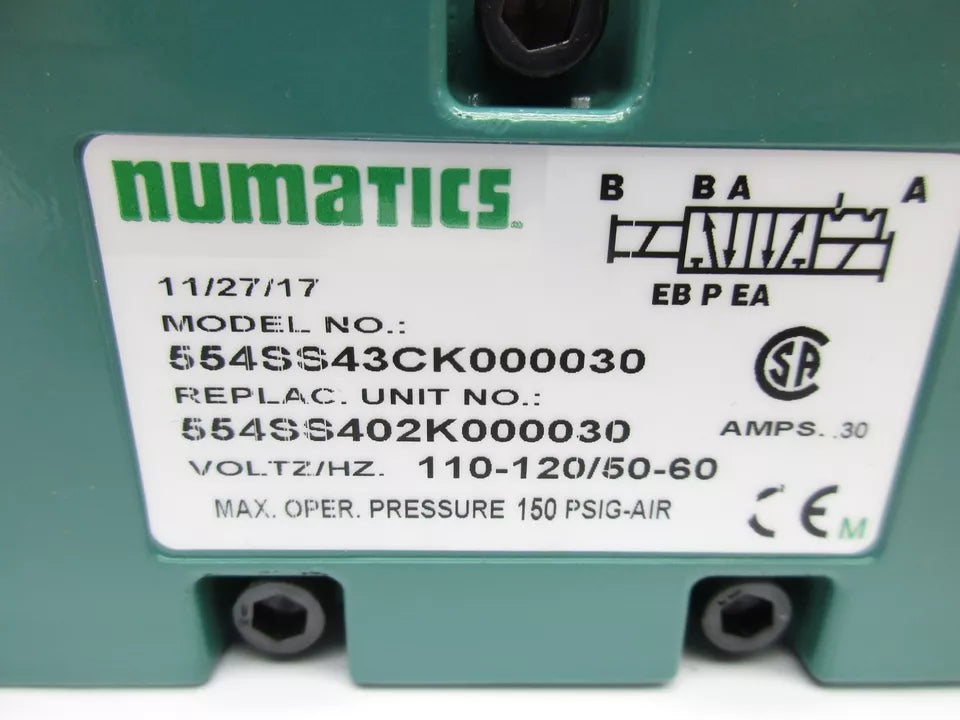 numatics
B B A A
EB P EA
11/27/17
MODEL NO.:
554SS43CK000030
REPLAC. UNIT NO.:
554SS402K000030
VOLTZ/HZ. 110-120/50-60
MAX. OPER. PRESSURE 150 PSIG-AIR
CSA
AMPS. .30
CE M